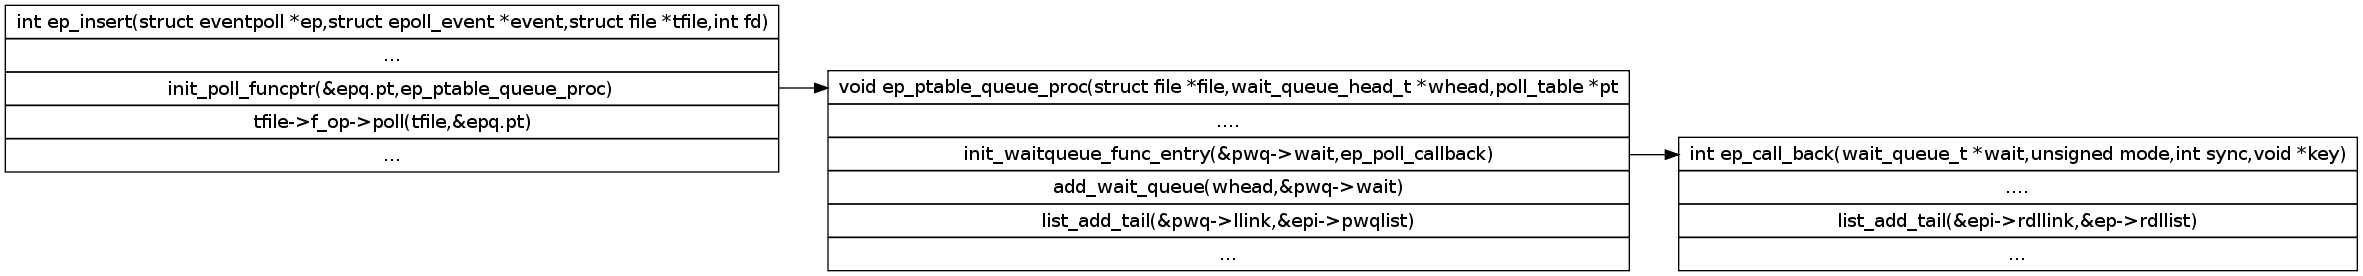 int ep_insert(struct eventpoll *ep,struct epoll_event *event,struct file *tfile,int fd)
...
init_poll_funcptr(&epq.pt,ep_ptable_queue_proc)
tfile->f_op->poll(tfile,&epq.pt)
...
void ep_ptable_queue_proc(struct file *file,wait_queue_head_t *whead,poll_table *pt
....
init_waitqueue_func_entry(&pwq->wait,ep_poll_callback)
add_wait_queue(whead,&pwq->wait)
list_add_tail(&pwq->llink,&epi->pwqlist)
...
int ep_call_back(wait_queue_t *wait,unsigned mode,int sync,void *key)
....
list_add_tail(&epi->rdllink,&ep->rdllist)
...